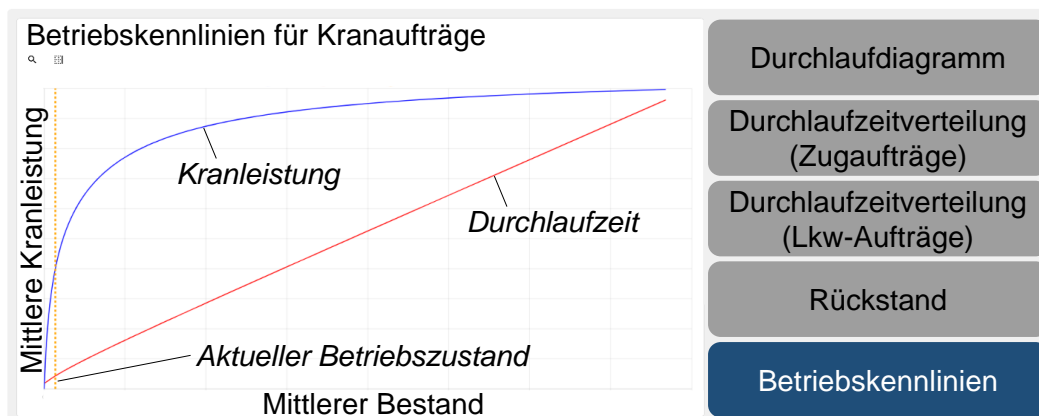 Betriebskennlinien für Kranaufträge
Mittlere Kranleistung
Kranleistung
Durchlaufzeit
Aktueller Betriebszustand
Mittlerer Bestand
Durchlaufdiagramm
Durchlaufzeitverteilung
(Zugaufträge)
Durchlaufzeitverteilung
(Lkw-Aufträge)
Rückstand
Betriebskennlinien